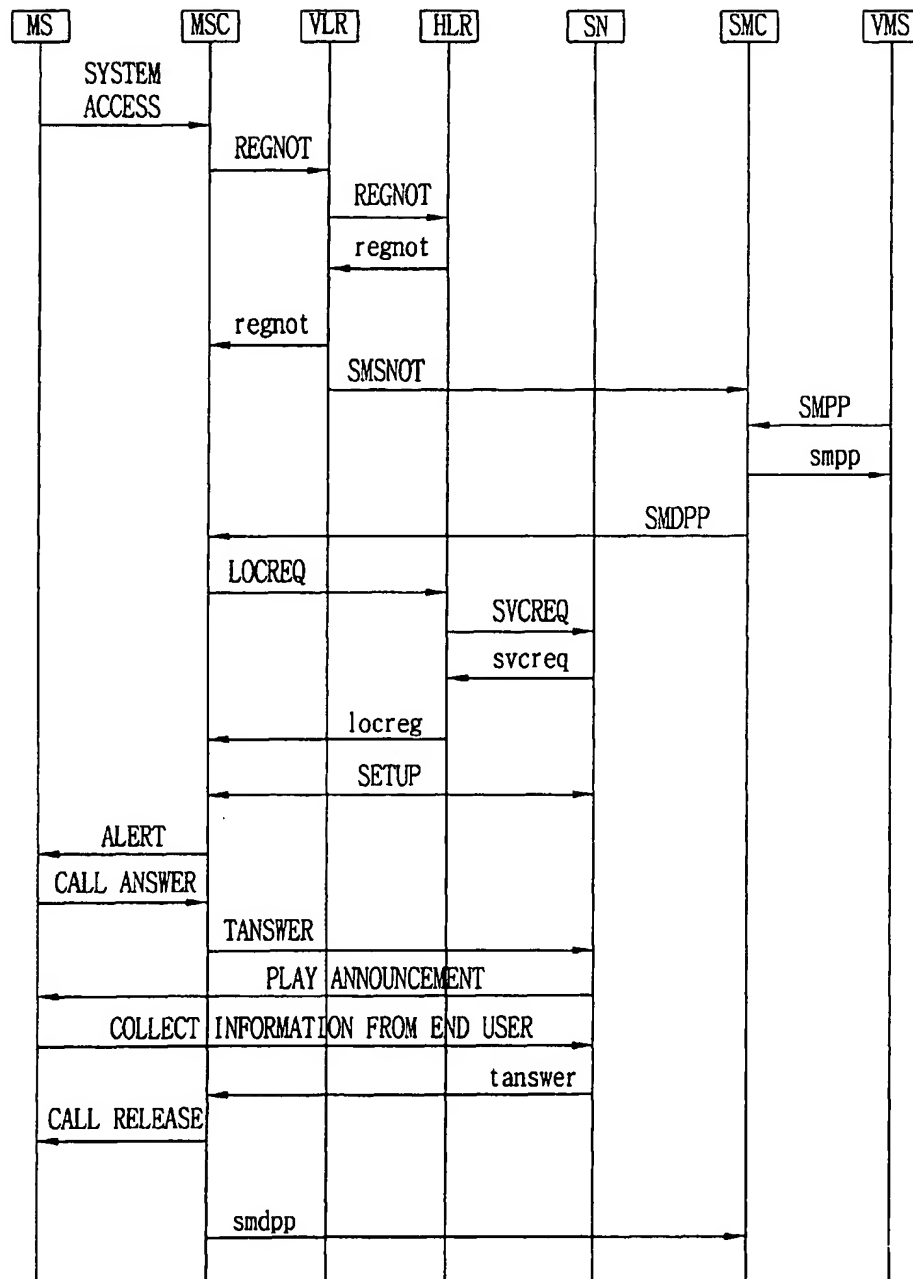 MS MSC VLR HLR SN SMC VMS
SYSTEM
ACCESS
REGNOT
REGNOT
regnot
regnot
SMSNOT
SMPP
smpp
SMDPP
LOCREQ
SVCREQ
svcreq
locreg
SETUP
ALERT
CALL ANSWER
TANSWER
PLAY ANNOUNCEMENT
COLLECT INFORMATION FROM END USER
tanswer
CALL RELEASE
smdpp